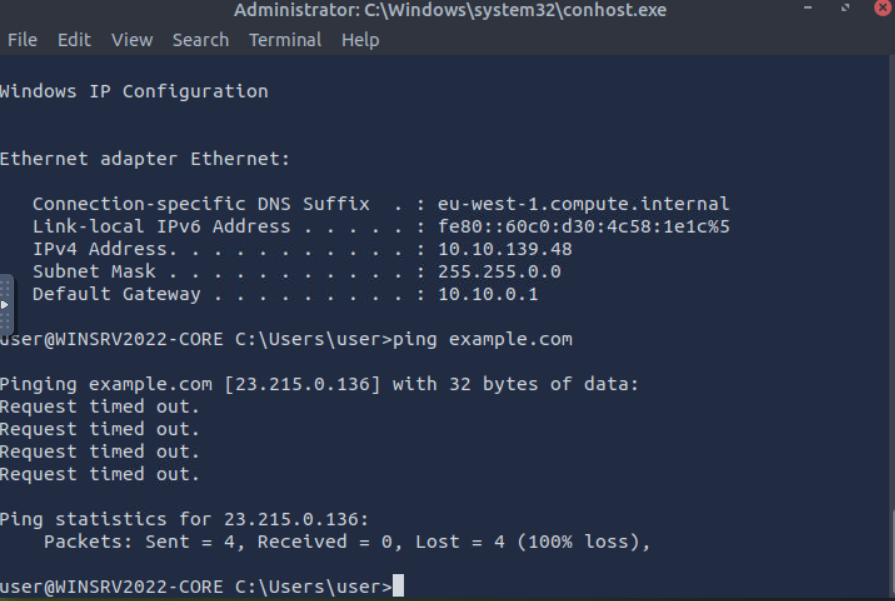 Administrator: C:\Windows\system32\conhost.exe
File Edit View Search Terminal Help
Windows IP Configuration
Ethernet adapter Ethernet:
Connection-specific DNS Suffix . : eu-west-1.compute.internal
Link-local IPv6 Address . . . . . : fe80::60c0:d30:4c58:1e1c%5
IPv4 Address. . . . . . . . . . . : 10.10.139.48
Subnet Mask . . . . . . . . . . . : 255.255.0.0
Default Gateway . . . . . . . . . : 10.10.0.1
user@WINSRV2022-CORE C:\Users\user>ping example.com
Pinging example.com [23.215.0.136] with 32 bytes of data:
Request timed out.
Request timed out.
Request timed out.
Request timed out.
Ping statistics for 23.215.0.136:
Packets: Sent = 4, Received = 0, Lost = 4 (100% loss),
user@WINSRV2022-CORE C:\Users\user>